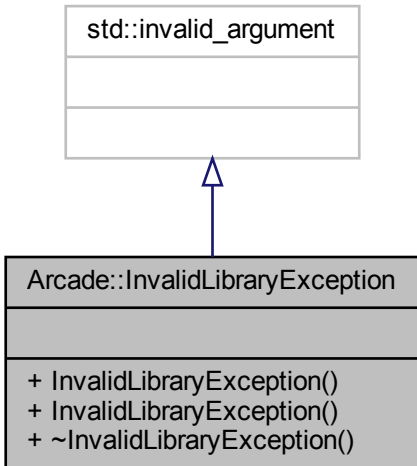 std::invalid_argument
Arcade::InvalidLibraryException
+ InvalidLibraryException()
+ InvalidLibraryException()
+ ~InvalidLibraryException()